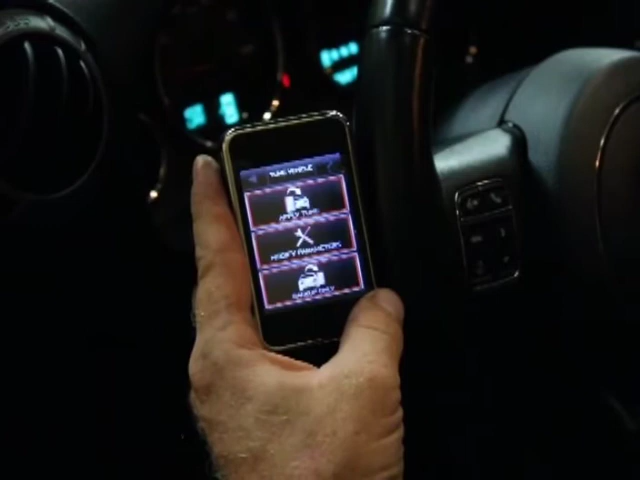 TUNE VEHICLE
APPLY TUNE
MODIFY PARAMETERS
BACKUP ONLY